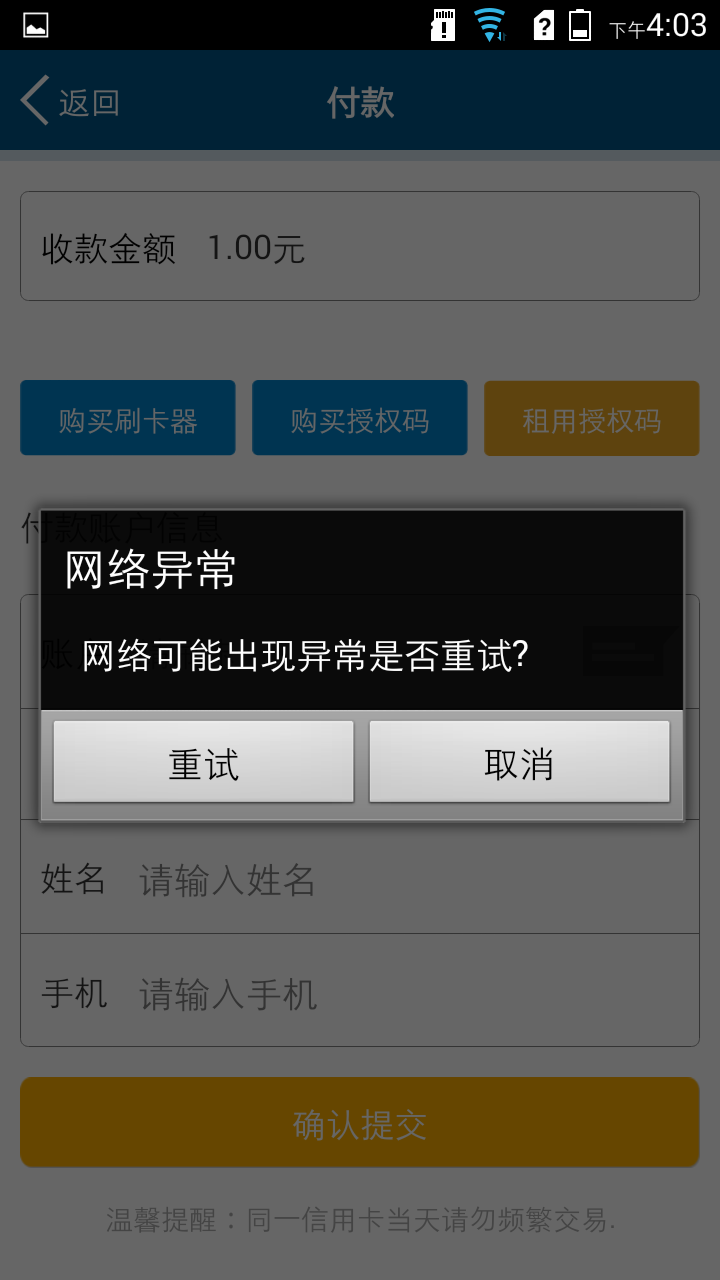 下午4:03
返回 付款
收款金额 1.00元
购买刷卡器 购买授权码 租用授权码
付款账户信息
网络异常
账
网络可能出现异常是否重试?
重试 取消
姓名 请输入姓名
手机 请输入手机
确认提交
温馨提醒：同一信用卡当天请勿频繁交易.